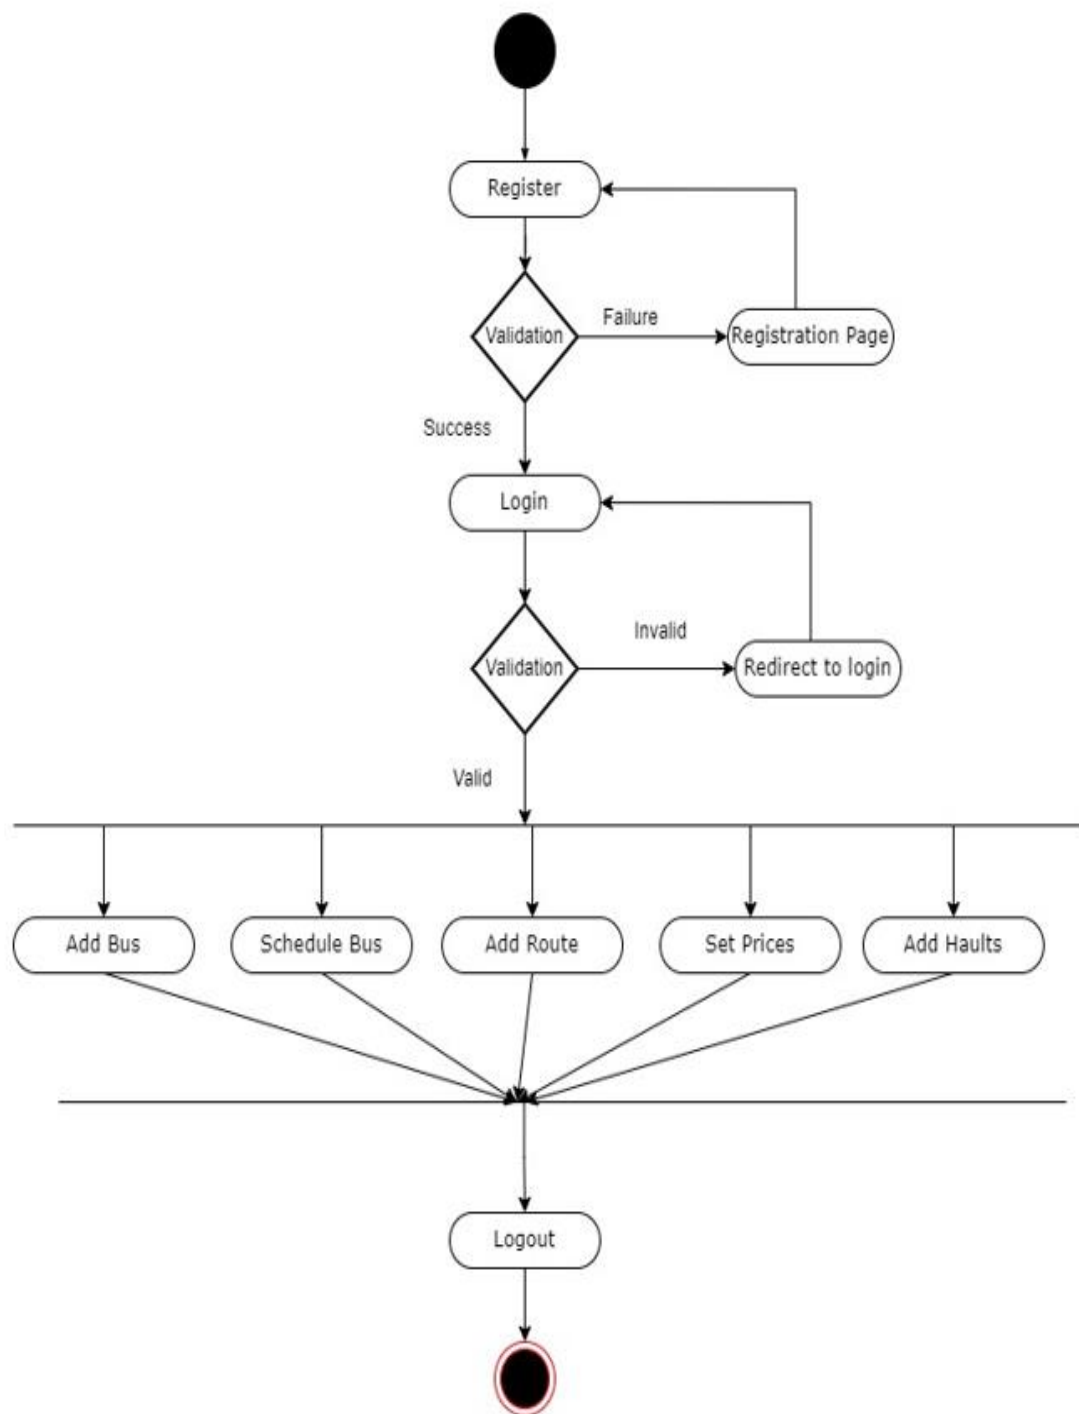 Register
Validation
Failure
Registration Page
Success
Login
Validation
Invalid
Redirect to login
Valid
Add Bus
Schedule Bus
Add Route
Set Prices
Add Haults
Logout